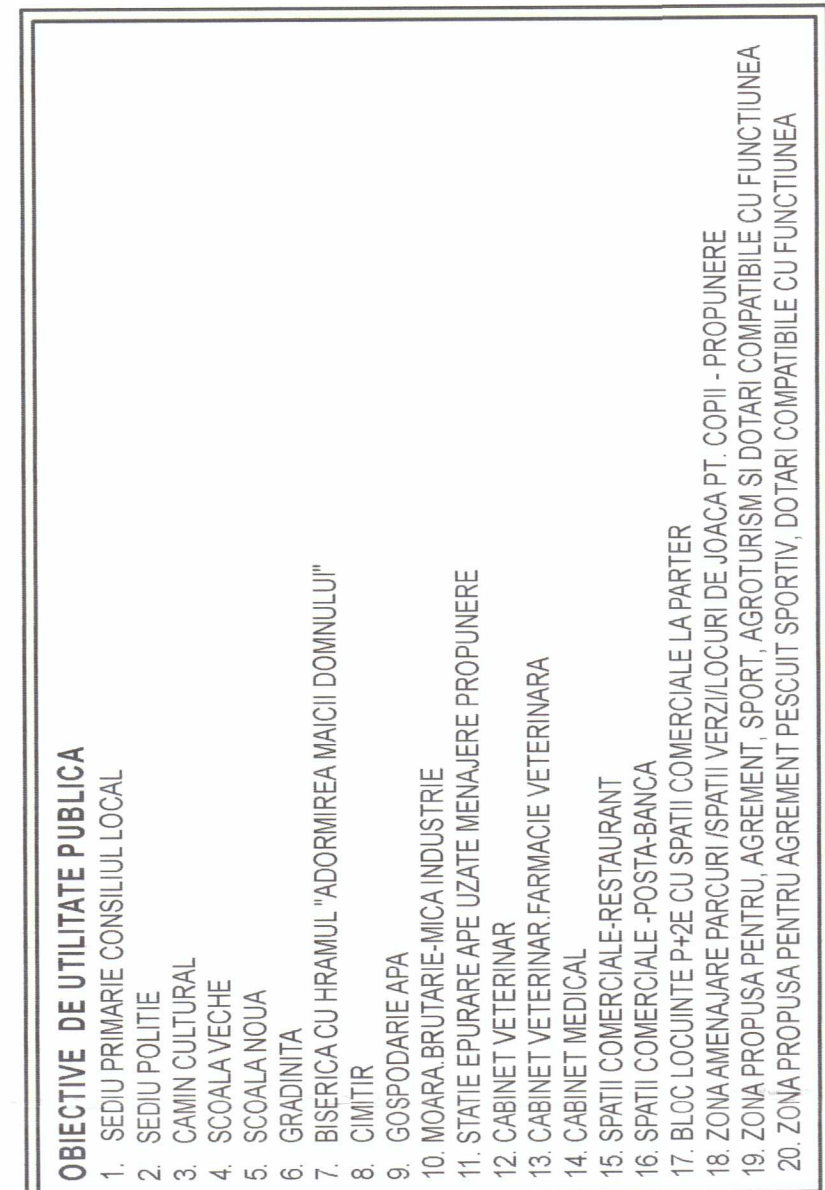 OBIECTIVE DE UTILITATE PUBLICA
1. SEDIU PRIMARIE CONSILIUL LOCAL
2. SEDIU POLITIE
3. CAMIN CULTURAL
4. SCOALA VECHE
5. SCOALA NOUA
6. GRADINITA
7. BISERICA CU HRAMUL "ADORMIREA MAICII DOMNULUI"
8. CIMITIR
9. GOSPODARIE APA
10. MOARA.BRUTARIE-MICA INDUSTRIE
11. STATIE EPURARE APE UZATE MENAJERE PROPUNERE
12. CABINET VETERINAR
13. CABINET VETERINAR.FARMACIE VETERINARA
14. CABINET MEDICAL
15. SPATII COMERCIALE-RESTAURANT
16. SPATII COMERCIALE -POSTA-BANCA
17. BLOC LOCUINTE P+2E CU SPATII COMERCIALE LA PARTER
18. ZONA AMENAJARE PARCURI /SPATII VERZI/LOCURI DE JOACA PT. COPII - PROPUNERE
19. ZONA PROPUSA PENTRU, AGREMENT, SPORT, AGROTURISM SI DOTARI COMPATIBILE CU FUNCTIUNEA
20. ZONA PROPUSA PENTRU AGREMENT PESCUIT SPORTIV, DOTARI COMPATIBILE CU FUNCTIUNEA